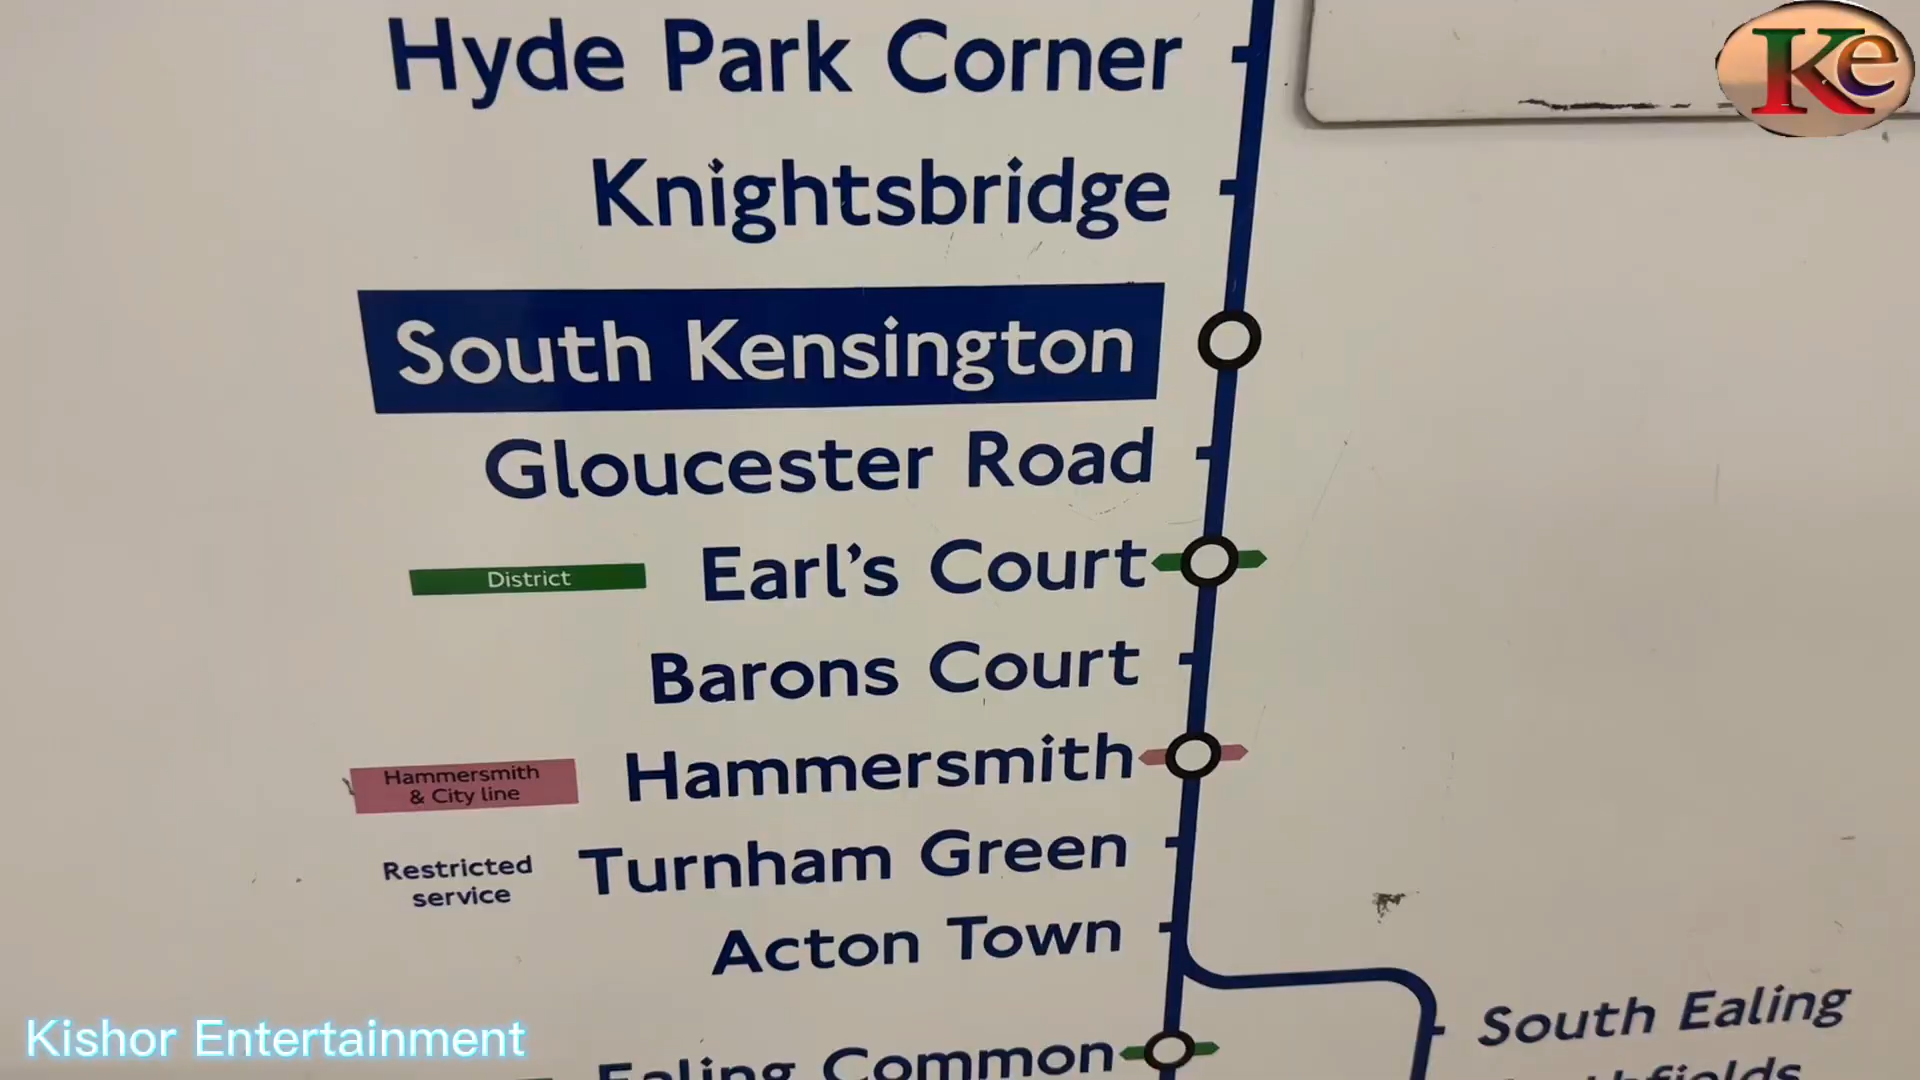 Ke
Hyde Park Corner
Knightsbridge
South Kensington
Gloucester Road
District
Earl’s Court
Barons Court
Hammersmith
& City line
Hammersmith
Restricted
service
Turnham Green
Acton Town
South Ealing
Kishor Entertainment
Ealing Common